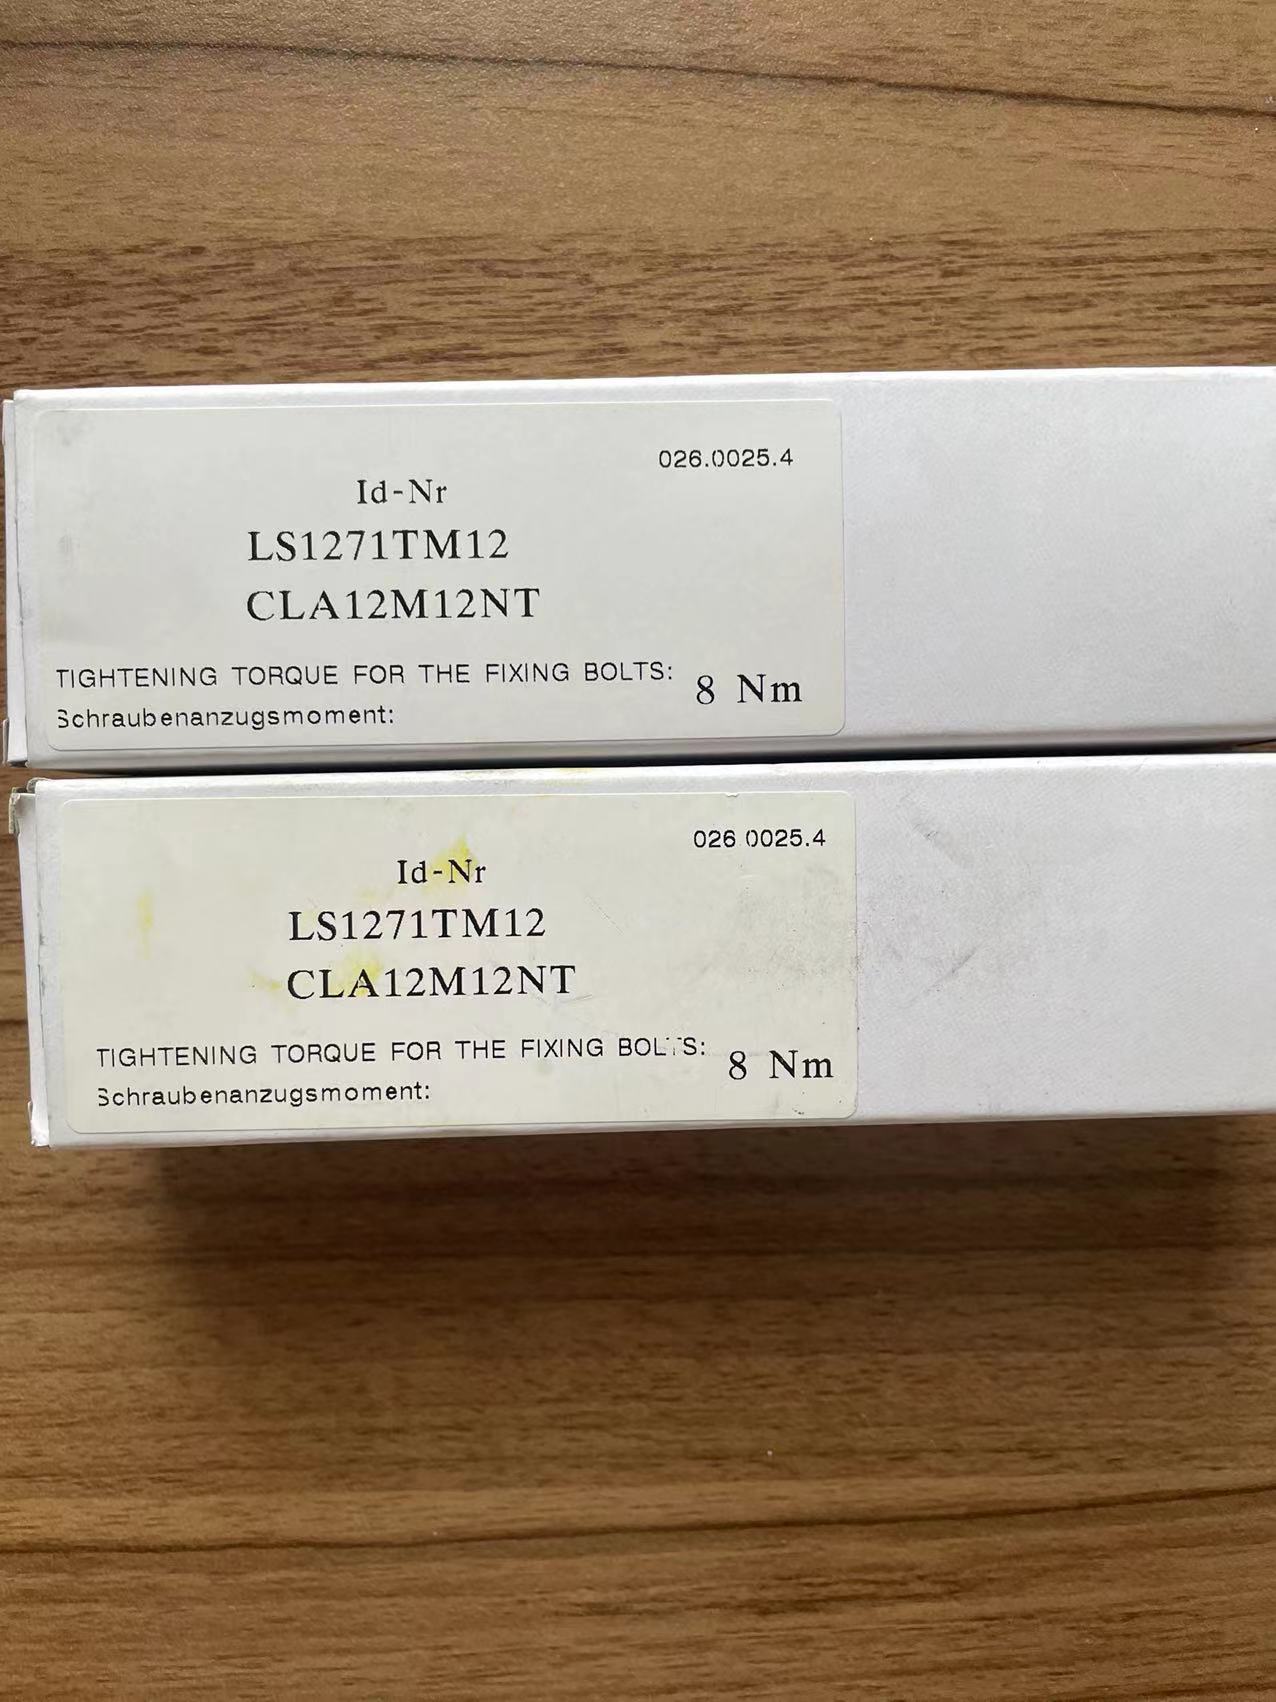 026.0025.4
Id-Nr
LS1271TM12
CLA12M12NT
TIGHTENING TORQUE FOR THE FIXING BOLTS:
8 Nm
Schraubenanzugsmoment:
026.0025.4
Id-Nr
LS1271TM12
CLA12M12NT
TIGHTENING TORQUE FOR THE FIXING BOLTS:
8 Nm
Schraubenanzugsmoment: